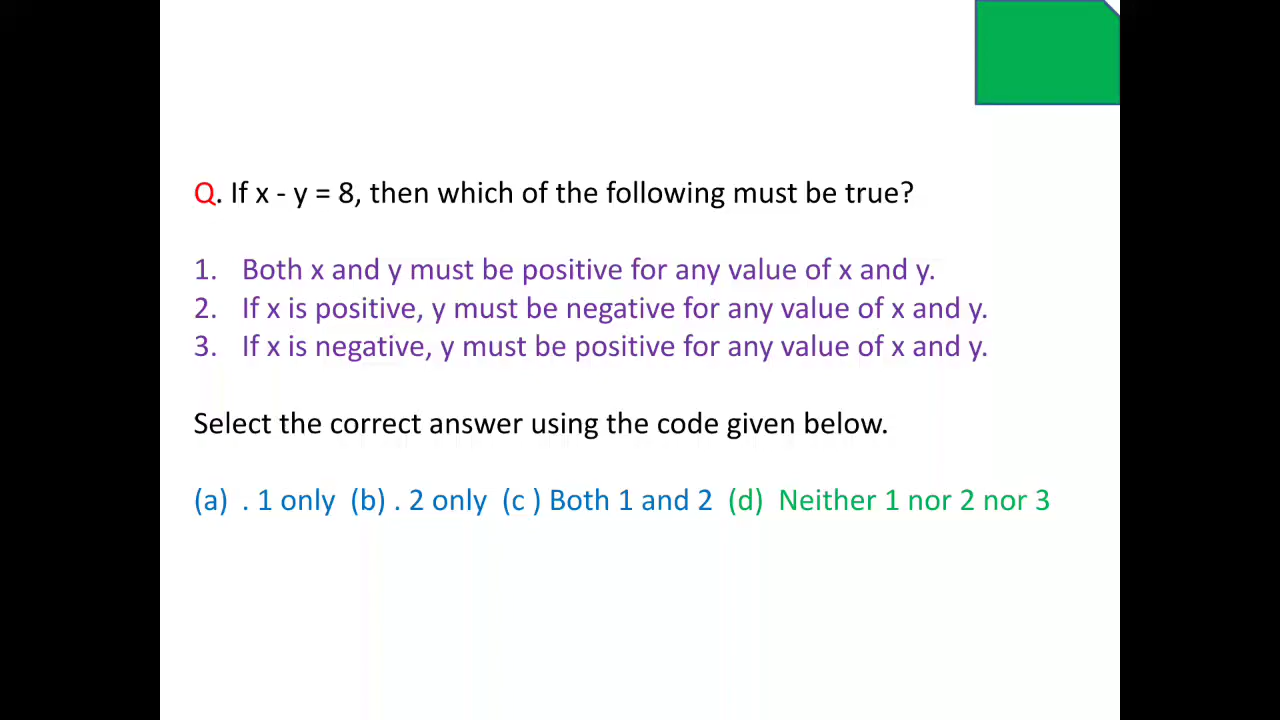 Q. If x - y = 8, then which of the following must be true?
1. Both x and y must be positive for any value of x and y.
2. If x is positive, y must be negative for any value of x and y.
3. If x is negative, y must be positive for any value of x and y.
Select the correct answer using the code given below.
(a) . 1 only (b) . 2 only (c ) Both 1 and 2 (d) Neither 1 nor 2 nor 3